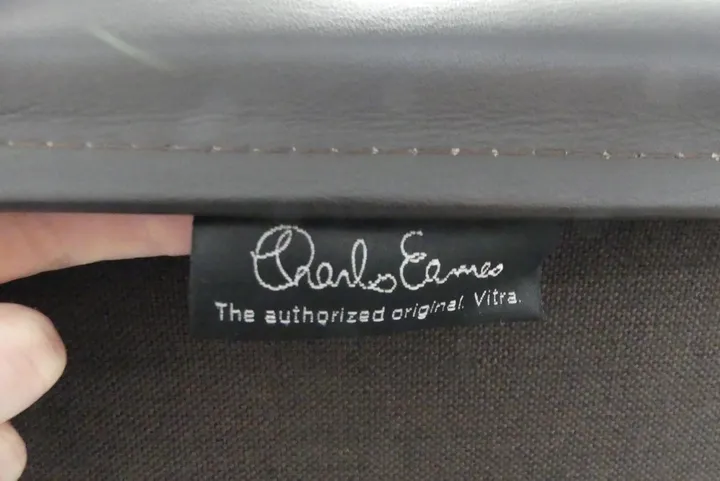 Charles Eames
The authorized original. Vitra.